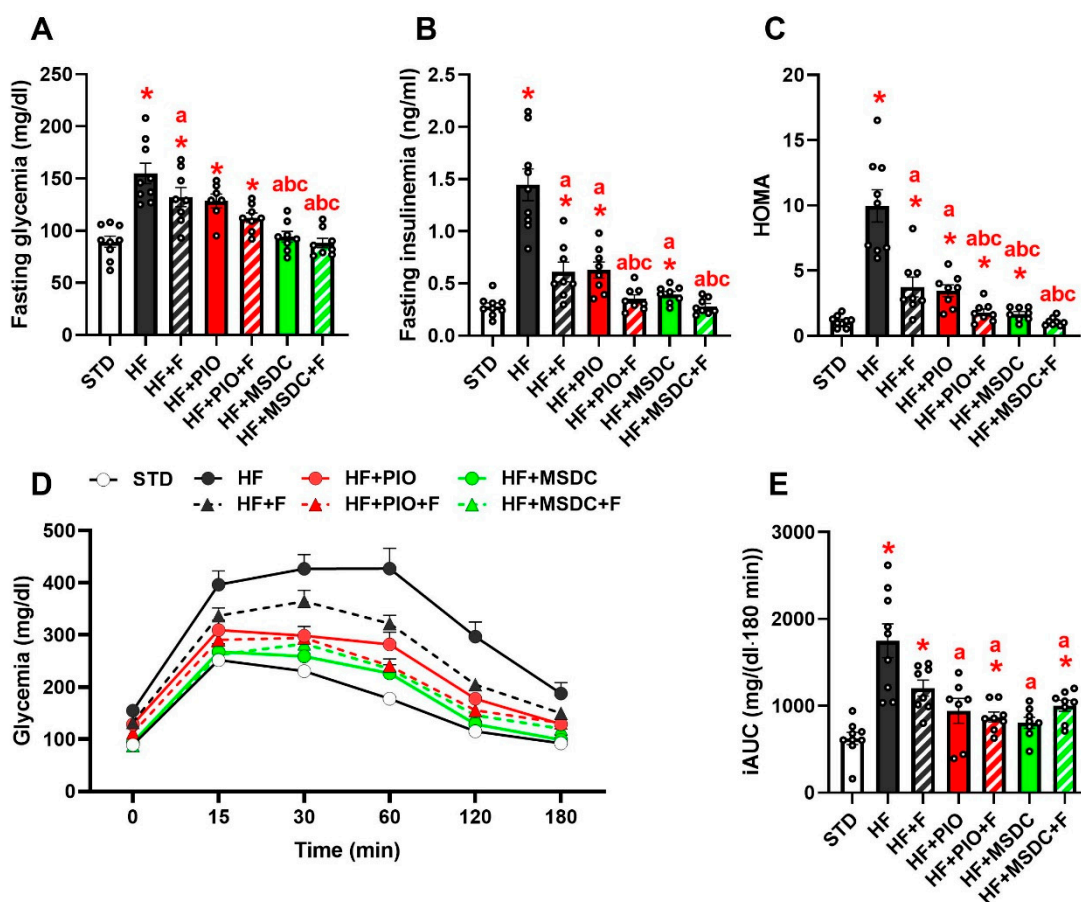 A
Fasting glycemia (mg/dl)
250
200
150
100
50
0
*
a
*
*
*
abc
abc
STD
HF
HF+F
HF+PIO
HF+PIO+F
HF+MSDC
HF+MSDC+F
B
Fasting insulinemia (ng/ml)
2.5
2.0
1.5
1.0
0.5
0.0
*
a
*
a
*
abc
a
*
abc
STD
HF
HF+F
HF+PIO
HF+PIO+F
HF+MSDC
HF+MSDC+F
C
HOMA
20
15
10
5
0
*
a
*
a
*
abc
*
abc
*
abc
STD
HF
HF+F
HF+PIO
HF+PIO+F
HF+MSDC
HF+MSDC+F
D
STD
HF
HF+PIO
HF+MSDC
HF+F
HF+PIO+F
HF+MSDC+F
Glycemia (mg/dl)
500
400
300
200
100
0
0
15
30
60
120
180
Time (min)
E
iAUC (mg/(dl·180 min))
3000
2000
1000
0
*
*
a
a
*
a
a
*
STD
HF
HF+F
HF+PIO
HF+PIO+F
HF+MSDC
HF+MSDC+F